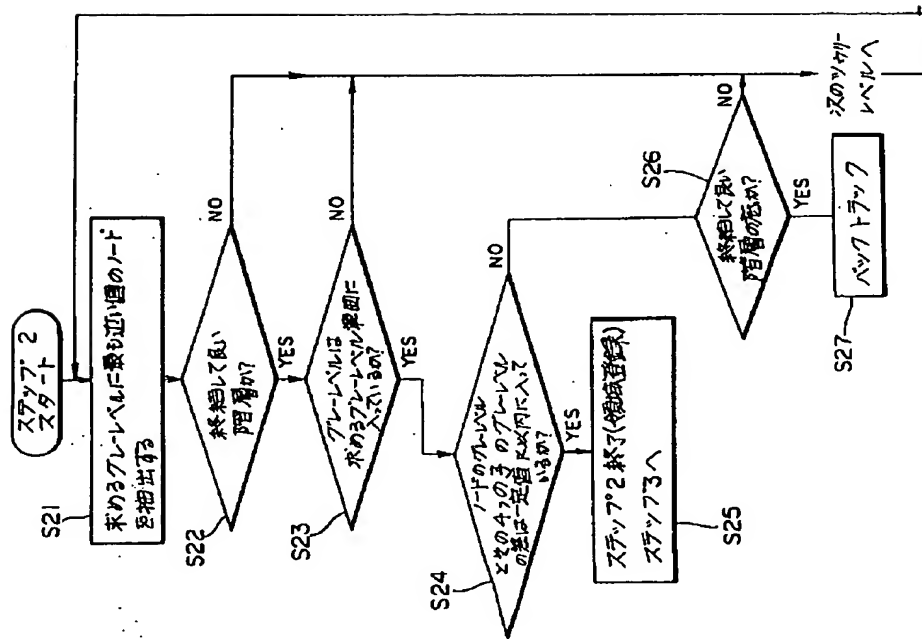 ステップ 2
スタート
S21
求めるグレーレベルに最も近い値のノード
を抽出する
S22
終結して良い
階層か?
NO
YES
S23
グレーレベルは
求めるグレーレベル範囲に
入っているか?
NO
YES
S24
ノードのグレーレベル
とその4つの子のグレーレベル
の差は一定値K以内に入って
いるか?
NO
YES
S25
ステップ2終了(領域登録)
ステップ3へ
S26
終結して良い
階層の底か?
NO
YES
S27
バックトラック
次のツリー
レベルへ